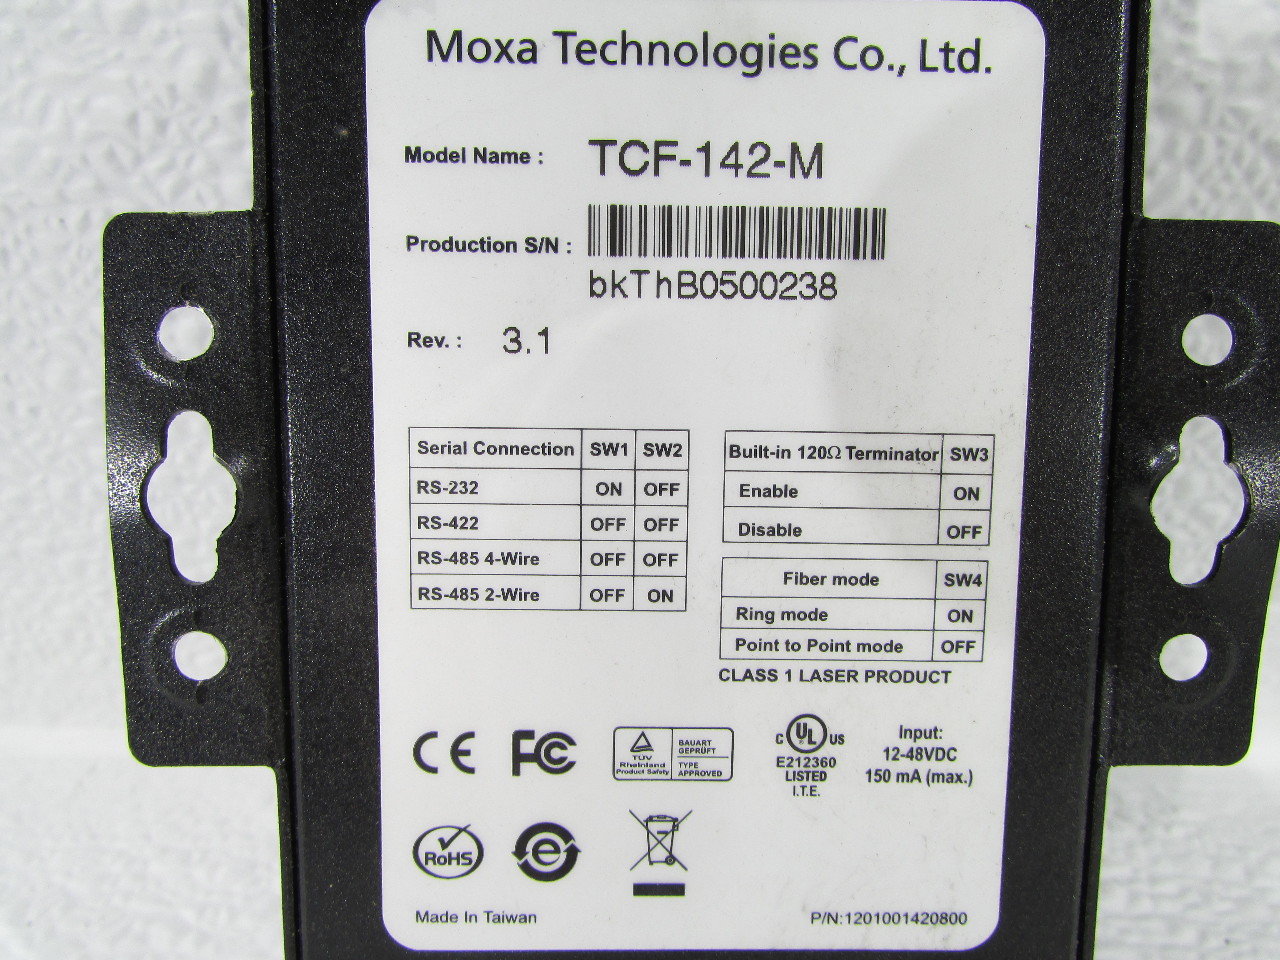 Moxa Technologies Co., Ltd.
Model Name : TCF-142-M
Production S/N :
bkThB0500238
Rev. : 3.1
Serial Connection SW1 SW2
RS-232 ON OFF
RS-422 OFF OFF
RS-485 4-Wire OFF OFF
RS-485 2-Wire OFF ON
Built-in 120Ω Terminator SW3
Enable ON
Disable OFF
Fiber mode SW4
Ring mode ON
Point to Point mode OFF
CLASS 1 LASER PRODUCT
CE
FC
TÜV
Rheinland
Product Safety
BAUART
GEPRÜFT
TYPE
APPROVED
C UL US
E212360
LISTED
I.T.E.
Input:
12-48VDC
150 mA (max.)
RoHS
e
Made In Taiwan
P/N:1201001420800